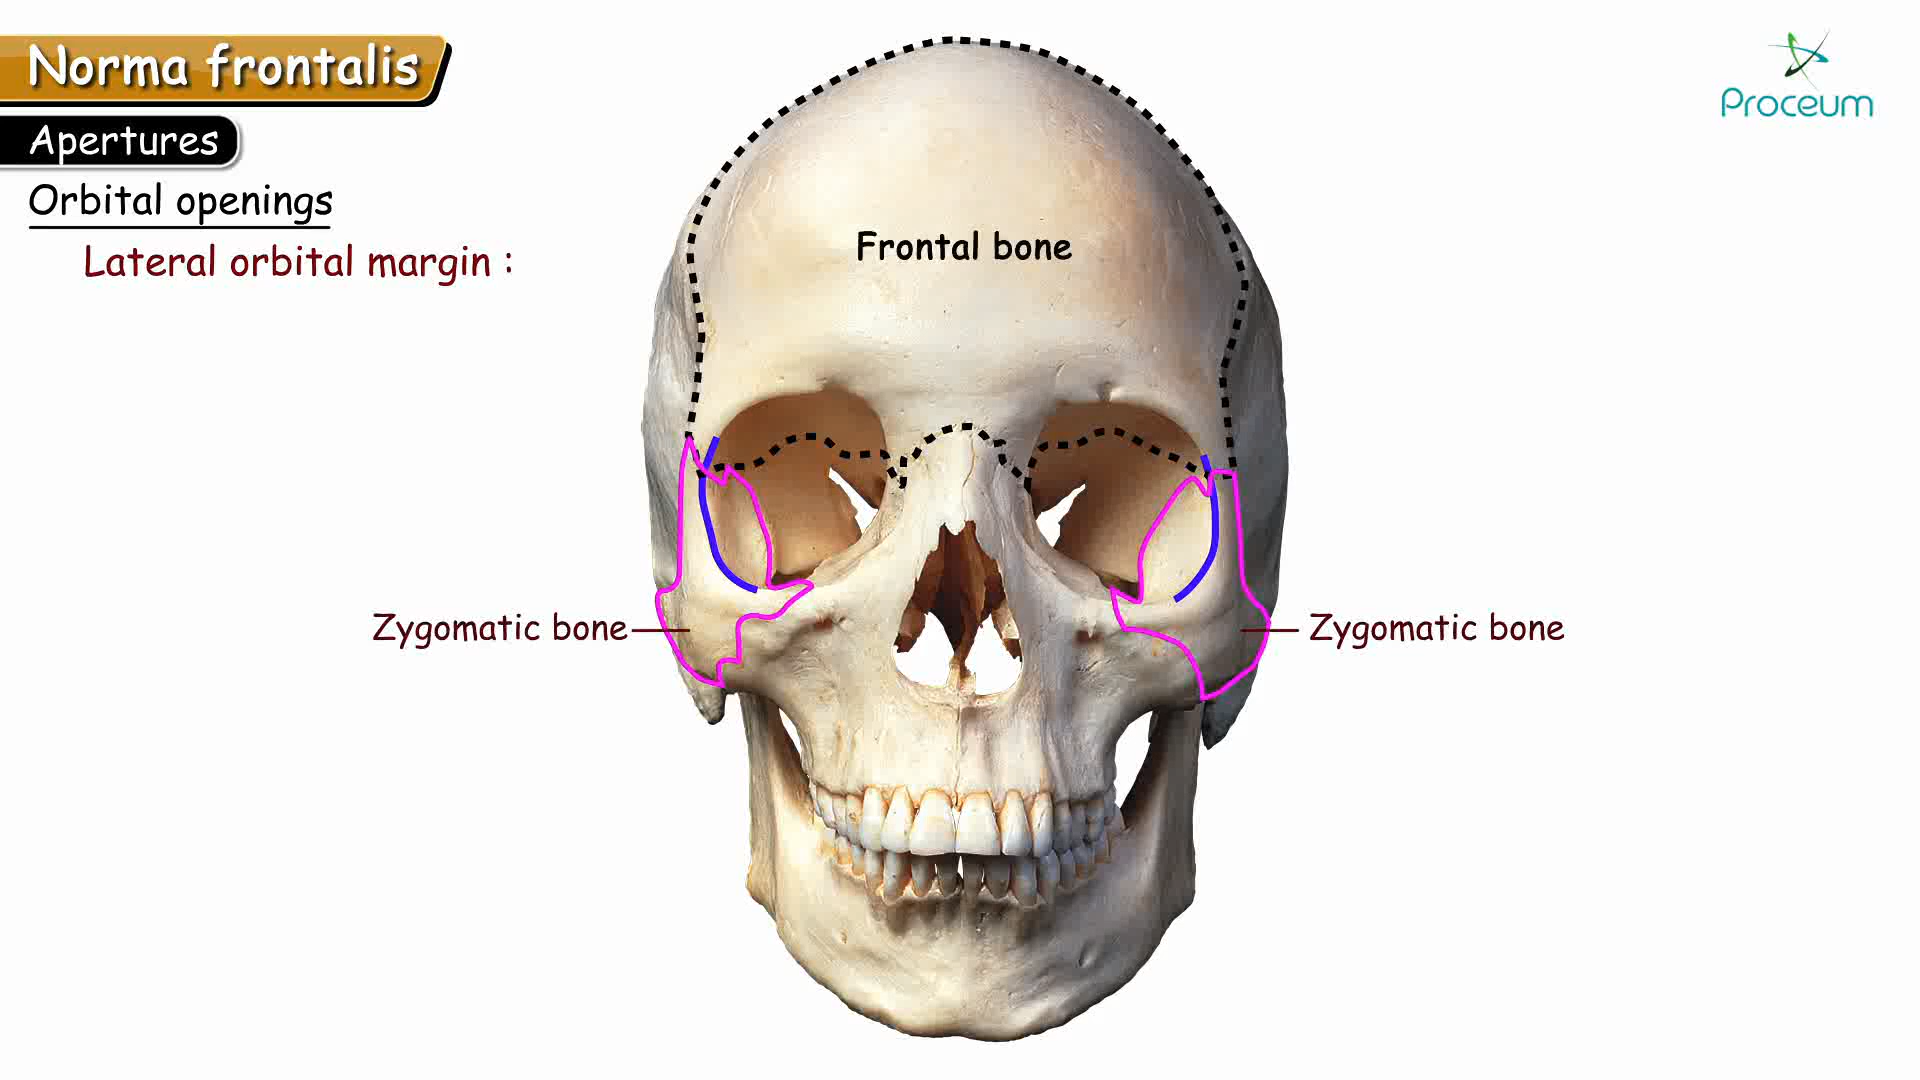 Norma frontalis
Apertures
Orbital openings
Lateral orbital margin :
Proceum
Frontal bone
Zygomatic bone
Zygomatic bone